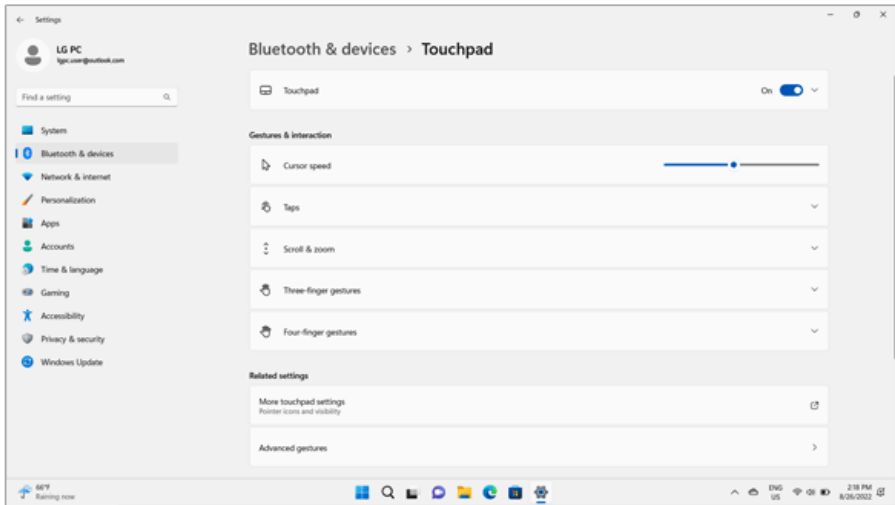 Settings
LG PC
lgpc.user@outlook.com
Find a setting
System
Bluetooth & devices
Network & internet
Personalization
Apps
Accounts
Time & language
Gaming
Accessibility
Privacy & security
Windows Update
Bluetooth & devices > Touchpad
Touchpad
On
Gestures & interaction
Cursor speed
Taps
Scroll & zoom
Three-finger gestures
Four-finger gestures
Related settings
More touchpad settings
Pointer icons and visibility
Advanced gestures
66°F
Raining now
ENG
US
2:18 PM
8/26/2022